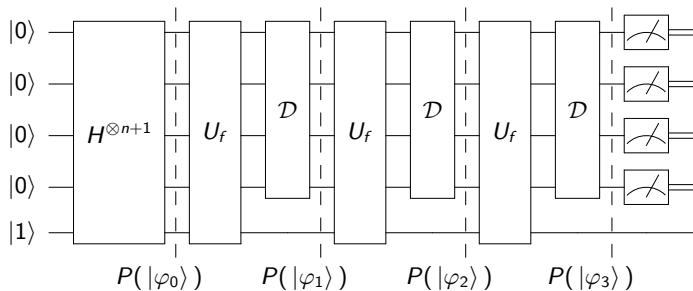 |0⟩
|0⟩
|0⟩
|0⟩
|1⟩
H⊗n+1
U_f
𝒟
U_f
𝒟
U_f
𝒟
P( |φ₀⟩ )
P( |φ₁⟩ )
P( |φ₂⟩ )
P( |φ₃⟩ )